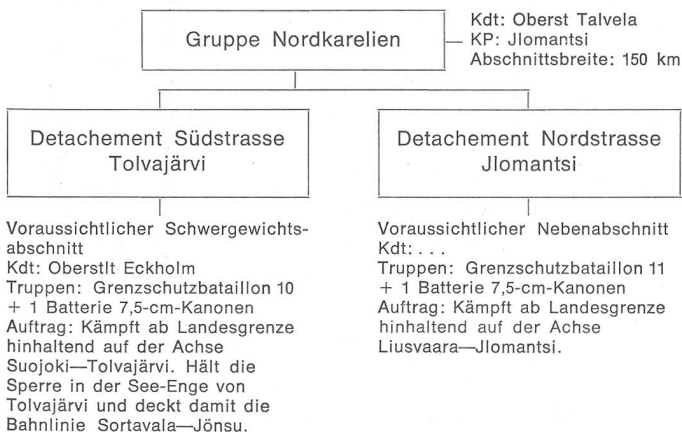 Gruppe Nordkarelien
Kdt: Oberst Talvela
KP: Jlomantsi
Abschnittsbreite: 150 km
Detachement Südstrasse
Tolvajärvi
Voraussichtlicher Schwergewichts-
abschnitt
Kdt: Oberstlt Eckholm
Truppen: Grenzschutzbataillon 10
+ 1 Batterie 7,5-cm-Kanonen
Auftrag: Kämpft ab Landesgrenze
hinhaltend auf der Achse
Suojoki—Tolvajärvi. Hält die
Sperre in der See-Enge von
Tolvajärvi und deckt damit die
Bahnlinie Sortavala—Jönsu.
Detachement Nordstrasse
Jlomantsi
Voraussichtlicher Nebenabschnitt
Kdt: . . .
Truppen: Grenzschutzbataillon 11
+ 1 Batterie 7,5-cm-Kanonen
Auftrag: Kämpft ab Landesgrenze
hinhaltend auf der Achse
Liusvaara—Jlomantsi.